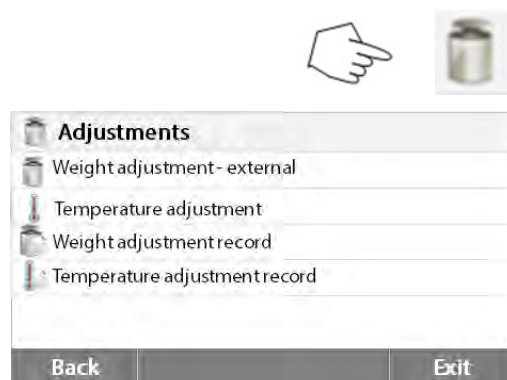 Adjustments
Weight adjustment - external
Temperature adjustment
Weight adjustment record
Temperature adjustment record
Back Exit